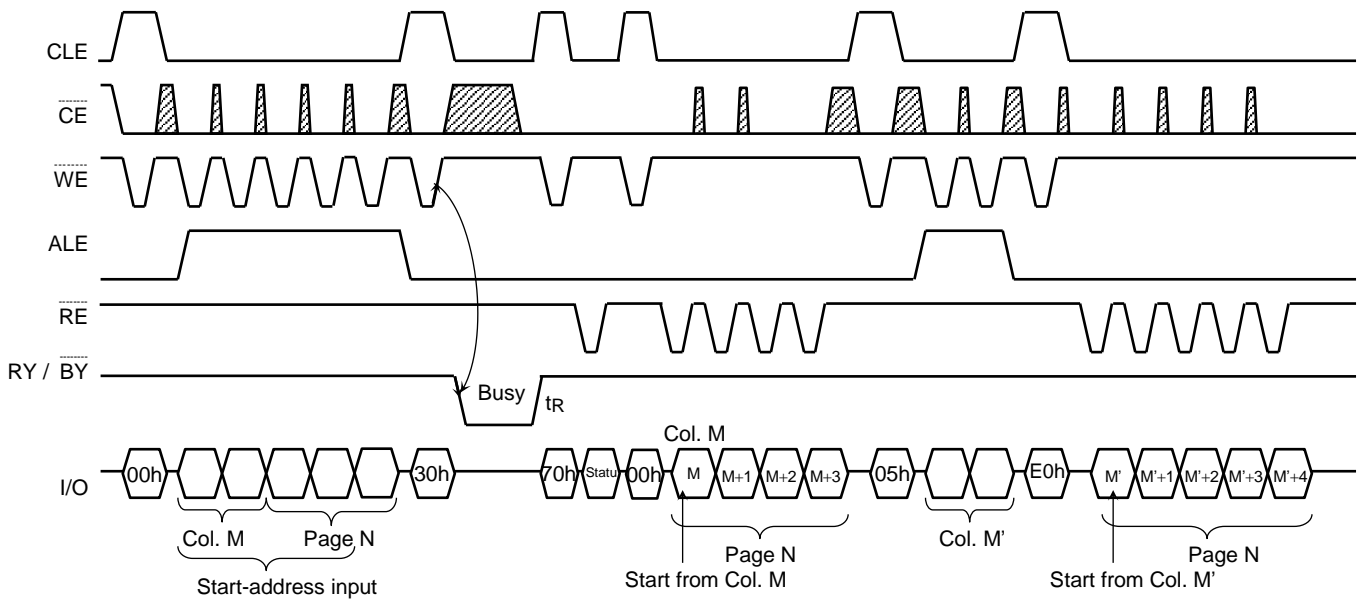 CLE
CE
WE
ALE
RE
RY / BY
Busy
tR
Col. M
I/O
00h
30h
70h
Statu
00h
M
M+1
M+2
M+3
05h
E0h
M'
M'+1
M'+2
M'+3
M'+4
Col. M
Page N
Start-address input
Page N
Start from Col. M
Col. M'
Page N
Start from Col. M'